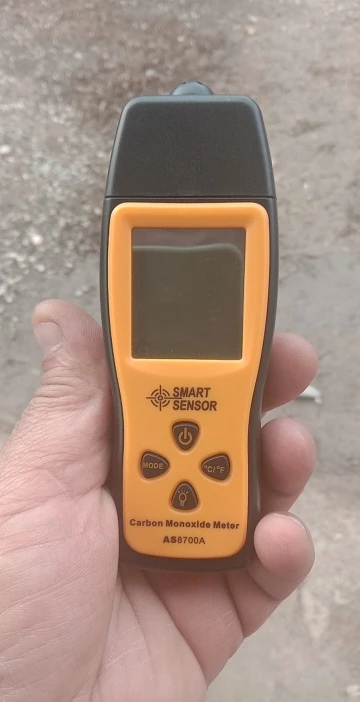 SMART
SENSOR
MODE
°C/°F
Carbon Monoxide Meter
AS8700A